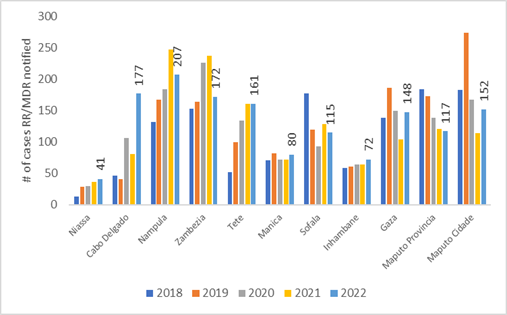 # of cases RR/MDR notified
300
250
200
150
100
50
0
41
177
207
172
161
80
115
72
148
117
152
Niassa
Cabo Delgado
Nampula
Zambezia
Tete
Manica
Sofala
Inhambane
Gaza
Maputo Provincia
Maputo Cidade
2018 2019 2020 2021 2022